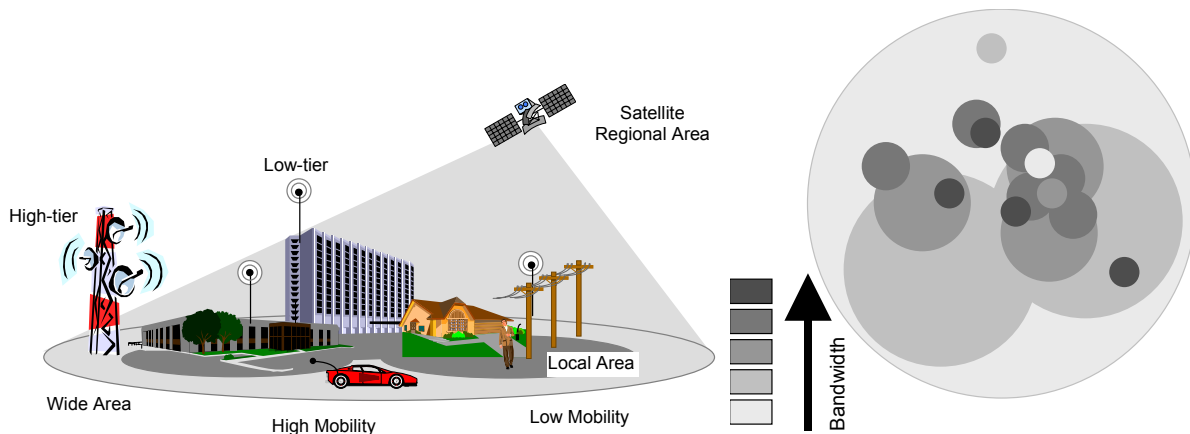 Satellite
Regional Area
Low-tier
High-tier
Local Area
Wide Area
Low Mobility
High Mobility
Bandwidth